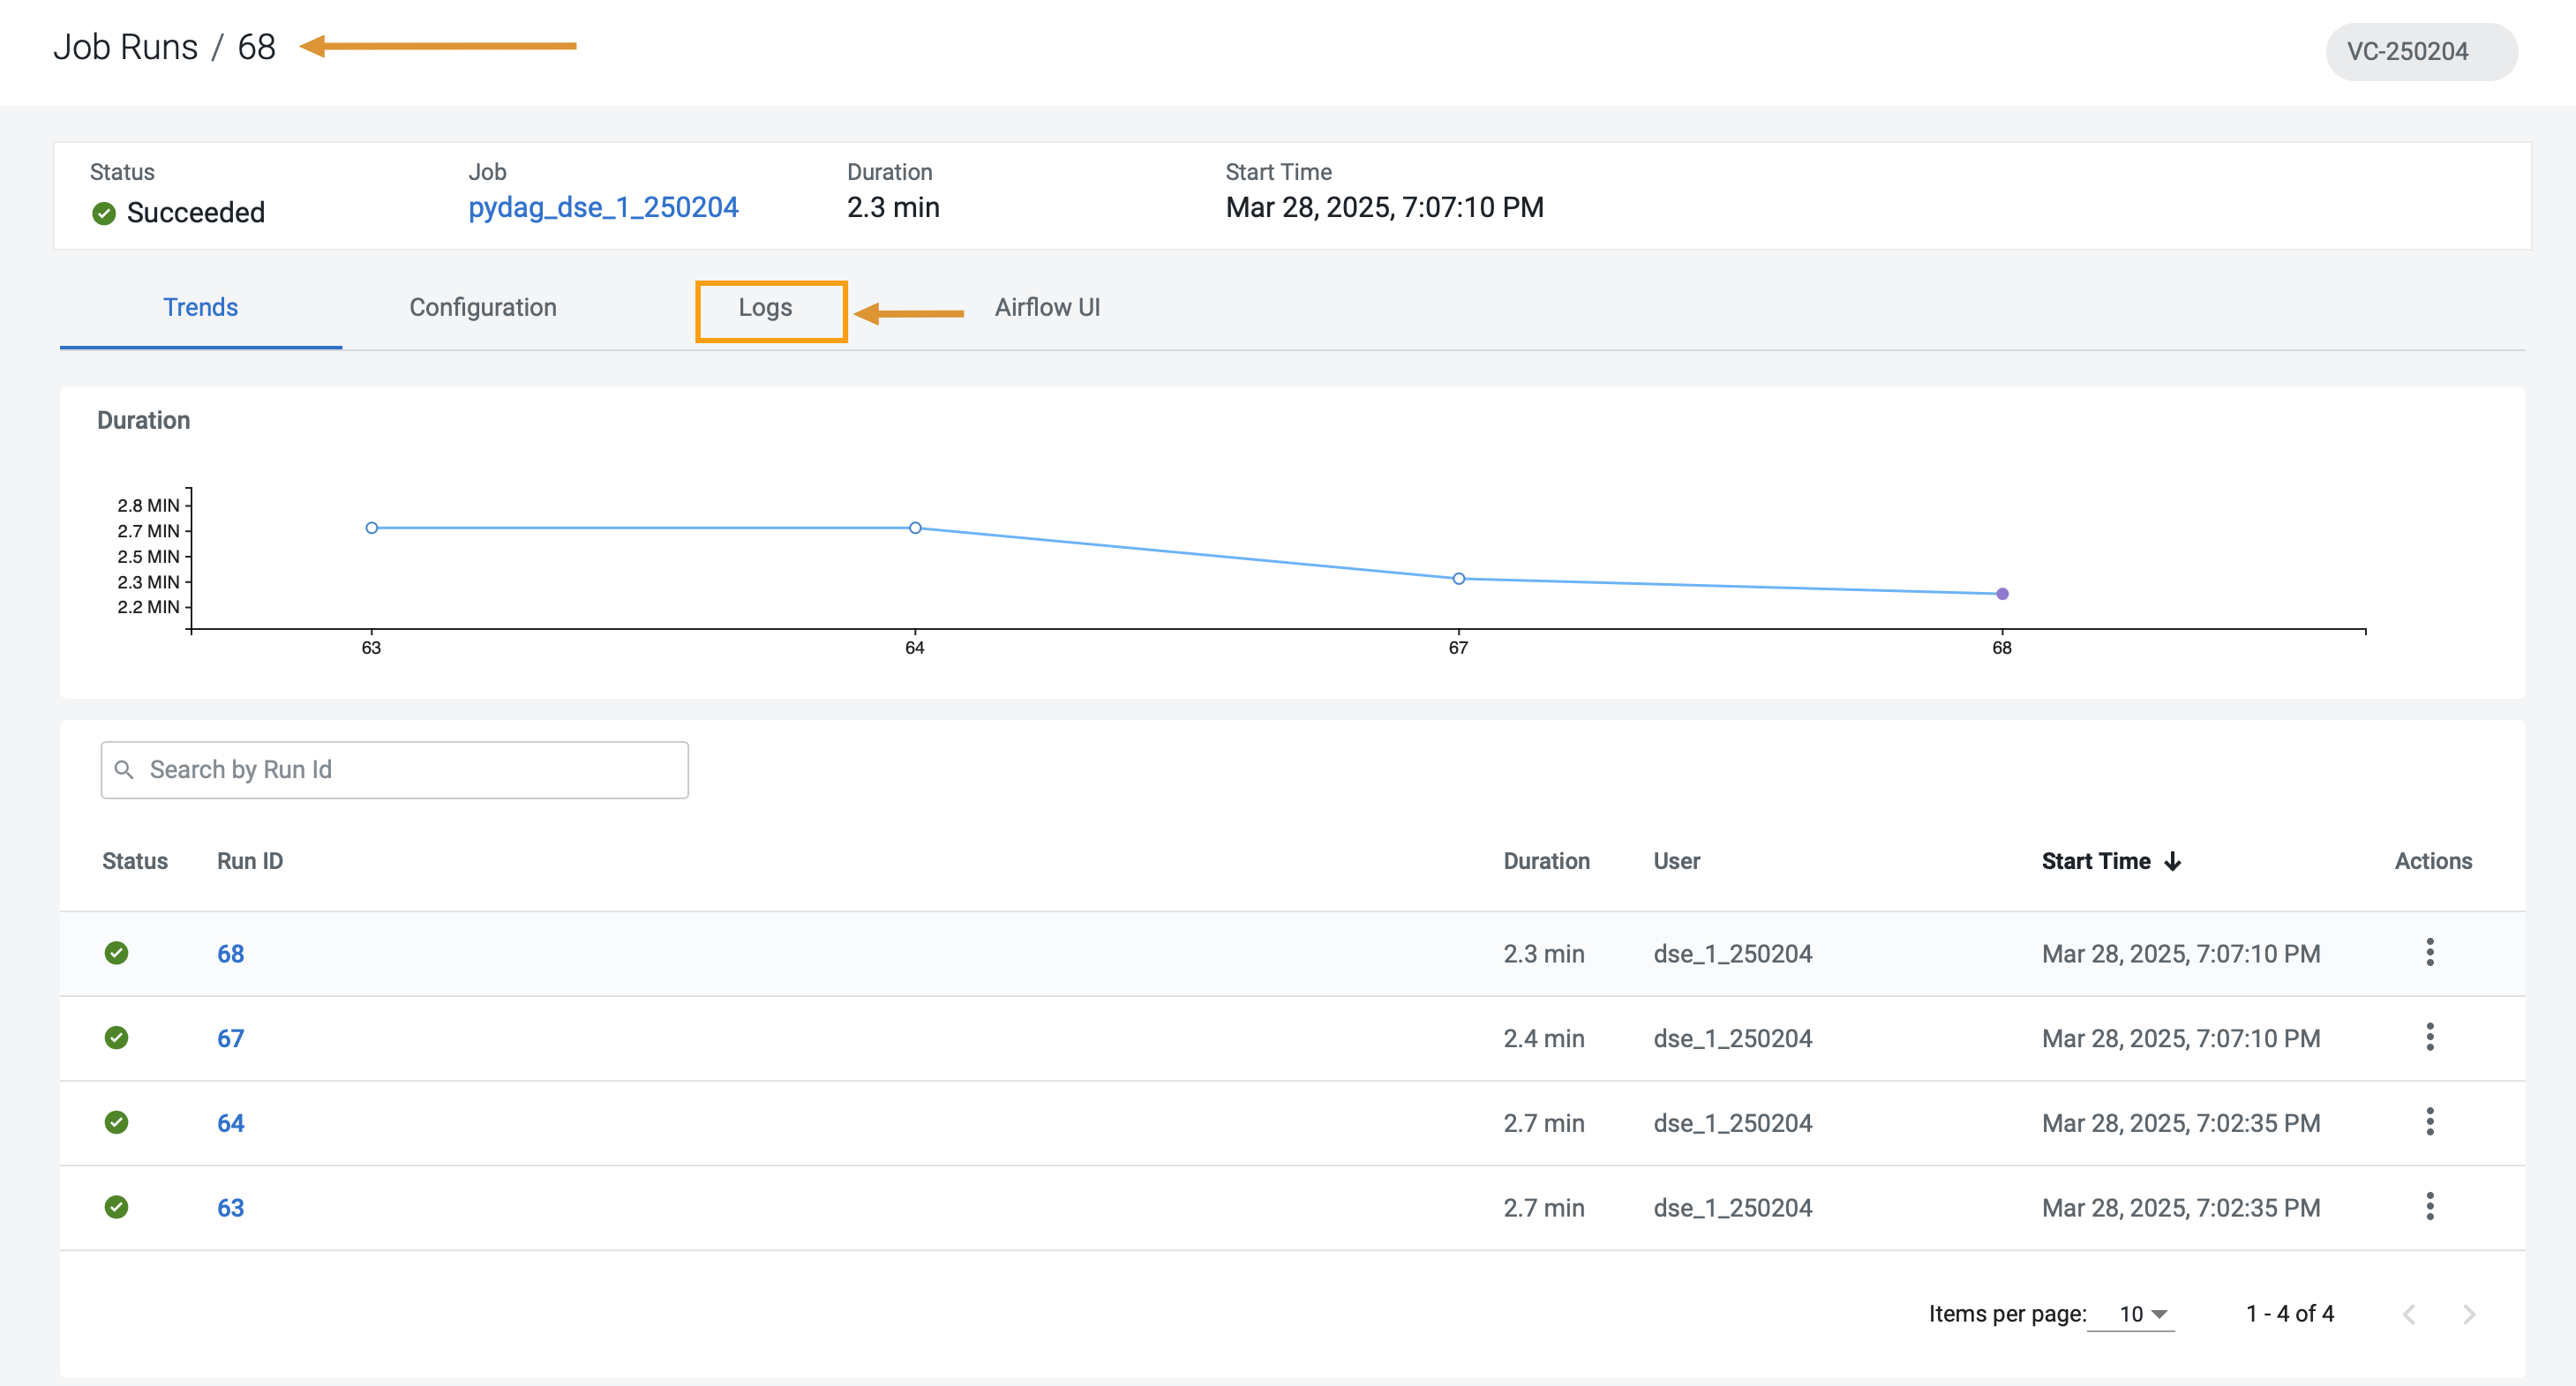 Job Runs / 68
VC-250204
Status Job Duration Start Time
Succeeded pydag_dse_1_250204 2.3 min Mar 28, 2025, 7:07:10 PM
Trends Configuration Logs Airflow UI
Duration
2.8 MIN
2.7 MIN
2.5 MIN
2.3 MIN
2.2 MIN
63 64 67 68
Search by Run Id
Status Run ID Duration User Start Time Actions
68 2.3 min dse_1_250204 Mar 28, 2025, 7:07:10 PM
67 2.4 min dse_1_250204 Mar 28, 2025, 7:07:10 PM
64 2.7 min dse_1_250204 Mar 28, 2025, 7:02:35 PM
63 2.7 min dse_1_250204 Mar 28, 2025, 7:02:35 PM
Items per page: 10 1 - 4 of 4